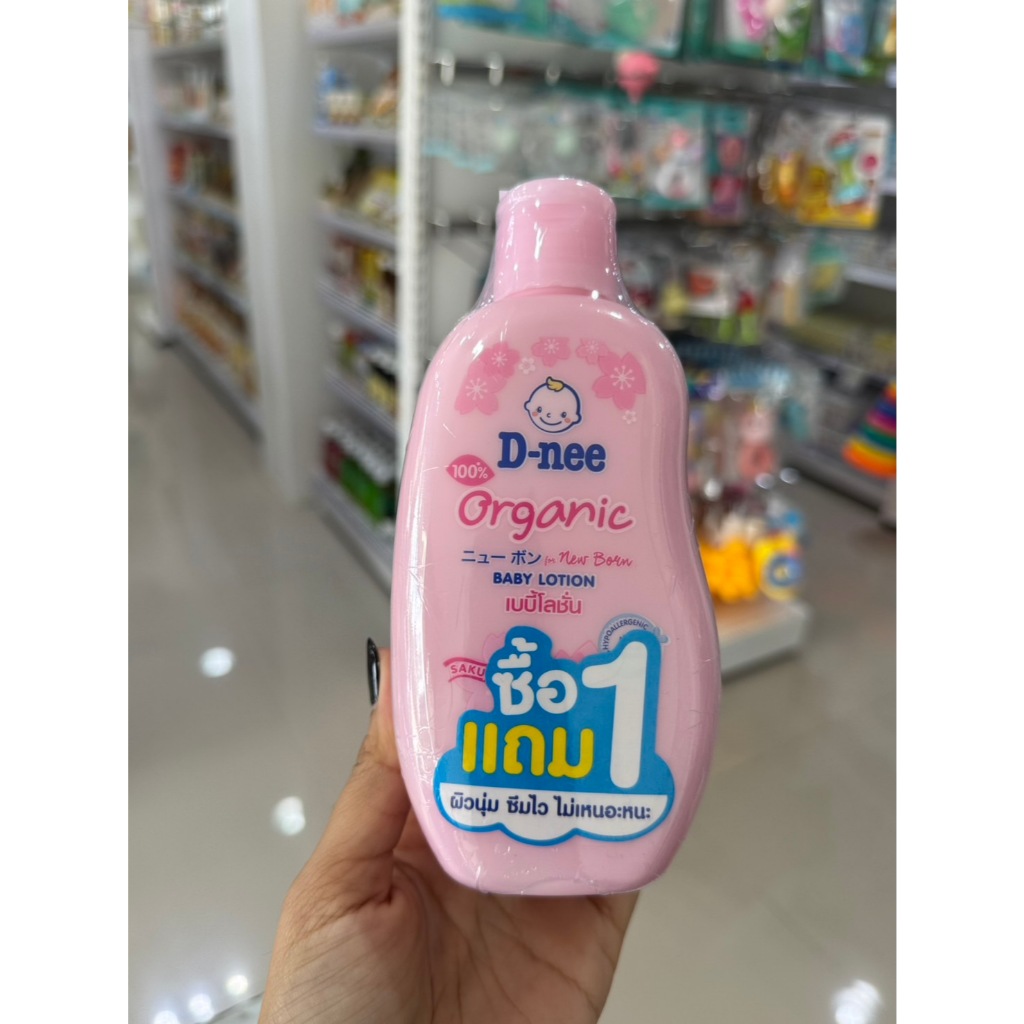 D-nee
100%
Organic
ニュー ボン for New Born
BABY LOTION
เบบี้โลชั่น
HYPOALLERGENIC
SAKU
ซื้อ 1
แถม
ผิวนุ่ม ซึมไว ไม่เหนอะหนะ